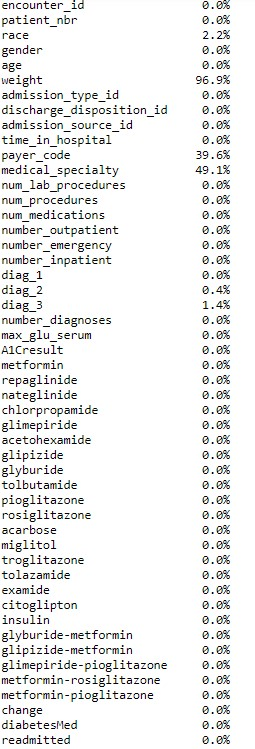 encounter_id 0.0%
patient_nbr 0.0%
race 2.2%
gender 0.0%
age 0.0%
weight 96.9%
admission_type_id 0.0%
discharge_disposition_id 0.0%
admission_source_id 0.0%
time_in_hospital 0.0%
payer_code 39.6%
medical_specialty 49.1%
num_lab_procedures 0.0%
num_procedures 0.0%
num_medications 0.0%
number_outpatient 0.0%
number_emergency 0.0%
number_inpatient 0.0%
diag_1 0.0%
diag_2 0.4%
diag_3 1.4%
number_diagnoses 0.0%
max_glu_serum 0.0%
A1Cresult 0.0%
metformin 0.0%
repaglinide 0.0%
nateglinide 0.0%
chlorpropamide 0.0%
glimepiride 0.0%
acetohexamide 0.0%
glipizide 0.0%
glyburide 0.0%
tolbutamide 0.0%
pioglitazone 0.0%
rosiglitazone 0.0%
acarbose 0.0%
miglitol 0.0%
troglitazone 0.0%
tolazamide 0.0%
examide 0.0%
citoglipton 0.0%
insulin 0.0%
glyburide-metformin 0.0%
glipizide-metformin 0.0%
glimepiride-pioglitazone 0.0%
metformin-rosiglitazone 0.0%
metformin-pioglitazone 0.0%
change 0.0%
diabetesMed 0.0%
readmitted 0.0%